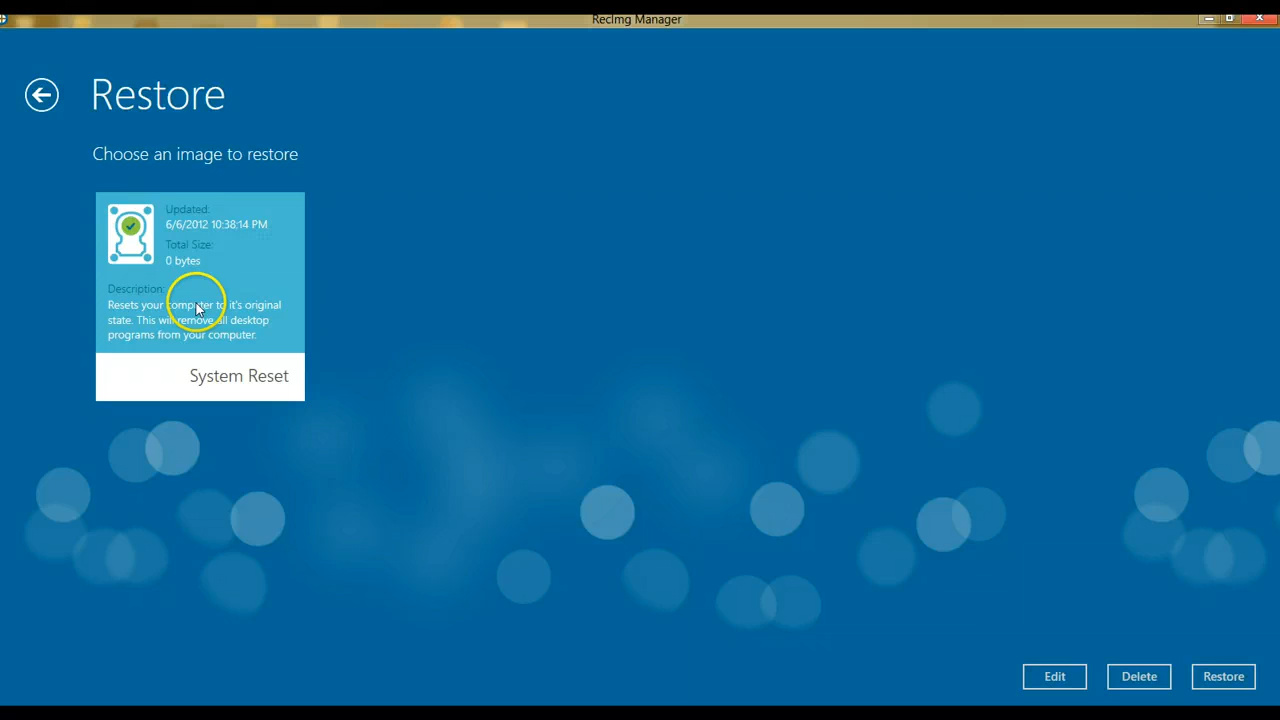 RecImg Manager
Restore
Choose an image to restore
Updated:
6/6/2012 10:38:14 PM
Total Size:
0 bytes
Description:
Resets your computer to it's original
state. This will remove all desktop
programs from your computer.
System Reset
Edit
Delete
Restore